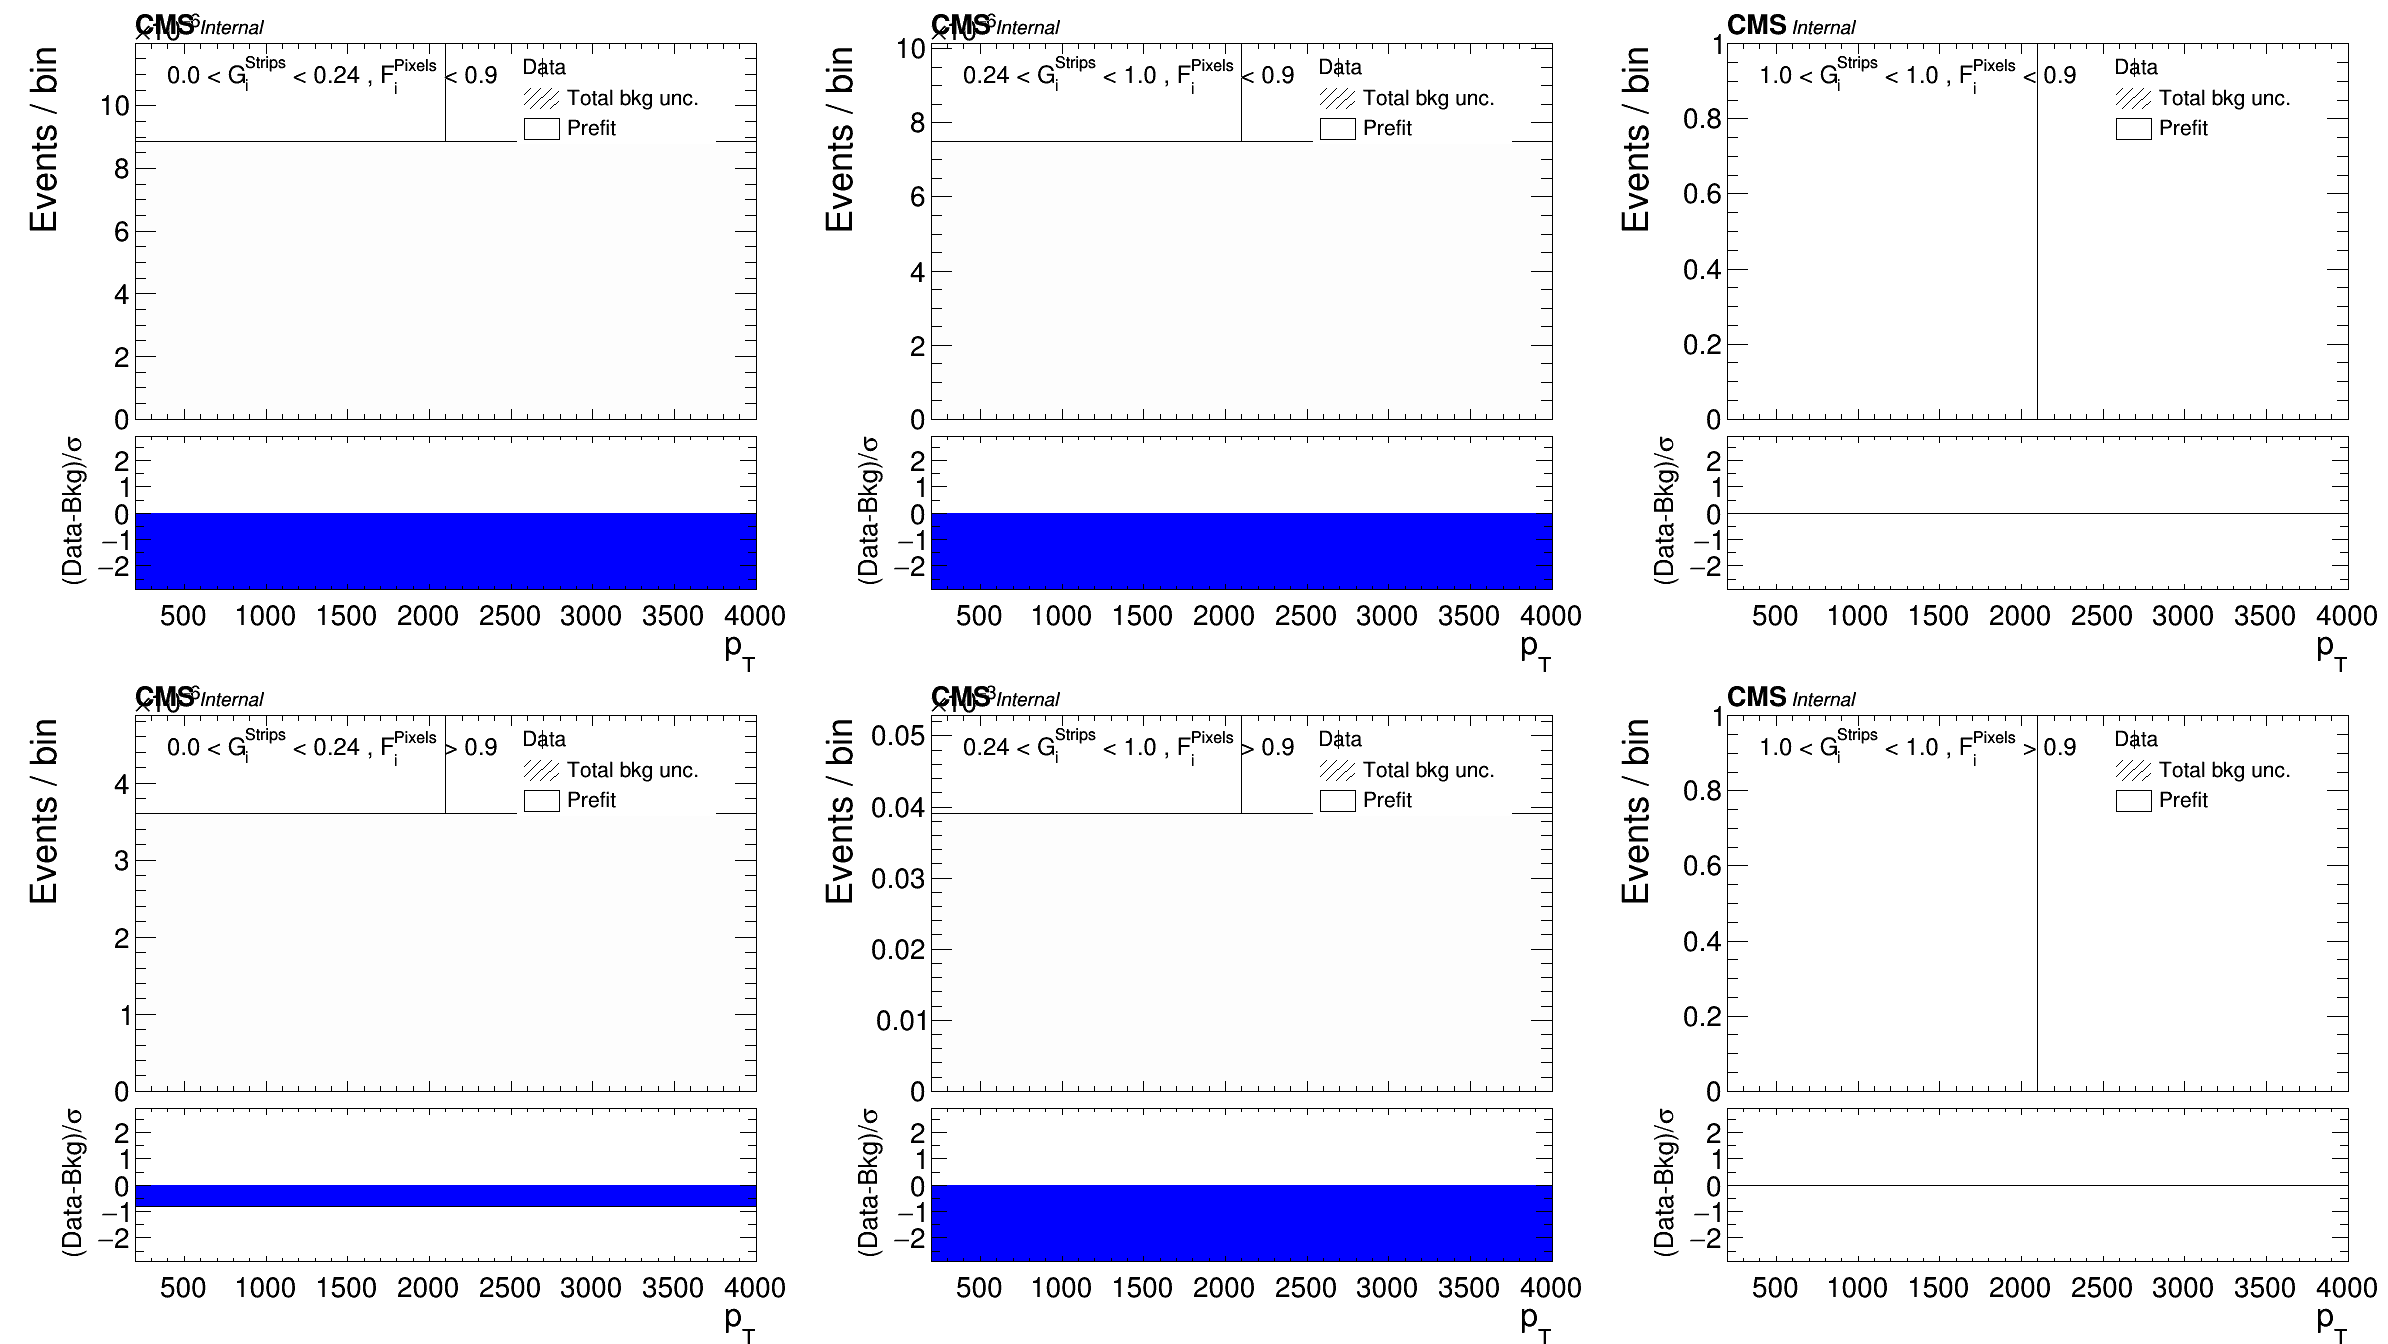 CMS Internal
×10^6
Events / bin
0.0 < G_i^Strips < 0.24 , F_i^Pixels < 0.9
Data
Total bkg unc.
Prefit
10
8
6
4
2
0
(Data-Bkg)/σ
2
1
0
−1
−2
500 1000 1500 2000 2500 3000 3500 4000
p_T
CMS Internal
Events / bin
0.24 < G_i^Strips < 1.0 , F_i^Pixels < 0.9
Data
Total bkg unc.
Prefit
10
8
6
4
2
0
(Data-Bkg)/σ
2
1
0
−1
−2
500 1000 1500 2000 2500 3000 3500 4000
p_T
CMS Internal
Events / bin
1.0 < G_i^Strips < 1.0 , F_i^Pixels < 0.9
Data
Total bkg unc.
Prefit
1
0.8
0.6
0.4
0.2
0
(Data-Bkg)/σ
2
1
0
−1
−2
500 1000 1500 2000 2500 3000 3500 4000
p_T
CMS Internal
Events / bin
0.0 < G_i^Strips < 0.24 , F_i^Pixels > 0.9
Data
Total bkg unc.
Prefit
4
3
2
1
0
(Data-Bkg)/σ
2
1
0
−1
−2
500 1000 1500 2000 2500 3000 3500 4000
p_T
CMS Internal
Events / bin
0.24 < G_i^Strips < 1.0 , F_i^Pixels > 0.9
Data
Total bkg unc.
Prefit
0.05
0.04
0.03
0.02
0.01
0
(Data-Bkg)/σ
2
1
0
−1
−2
500 1000 1500 2000 2500 3000 3500 4000
p_T
CMS Internal
Events / bin
1.0 < G_i^Strips < 1.0 , F_i^Pixels > 0.9
Data
Total bkg unc.
Prefit
1
0.8
0.6
0.4
0.2
0
(Data-Bkg)/σ
2
1
0
−1
−2
500 1000 1500 2000 2500 3000 3500 4000
p_T